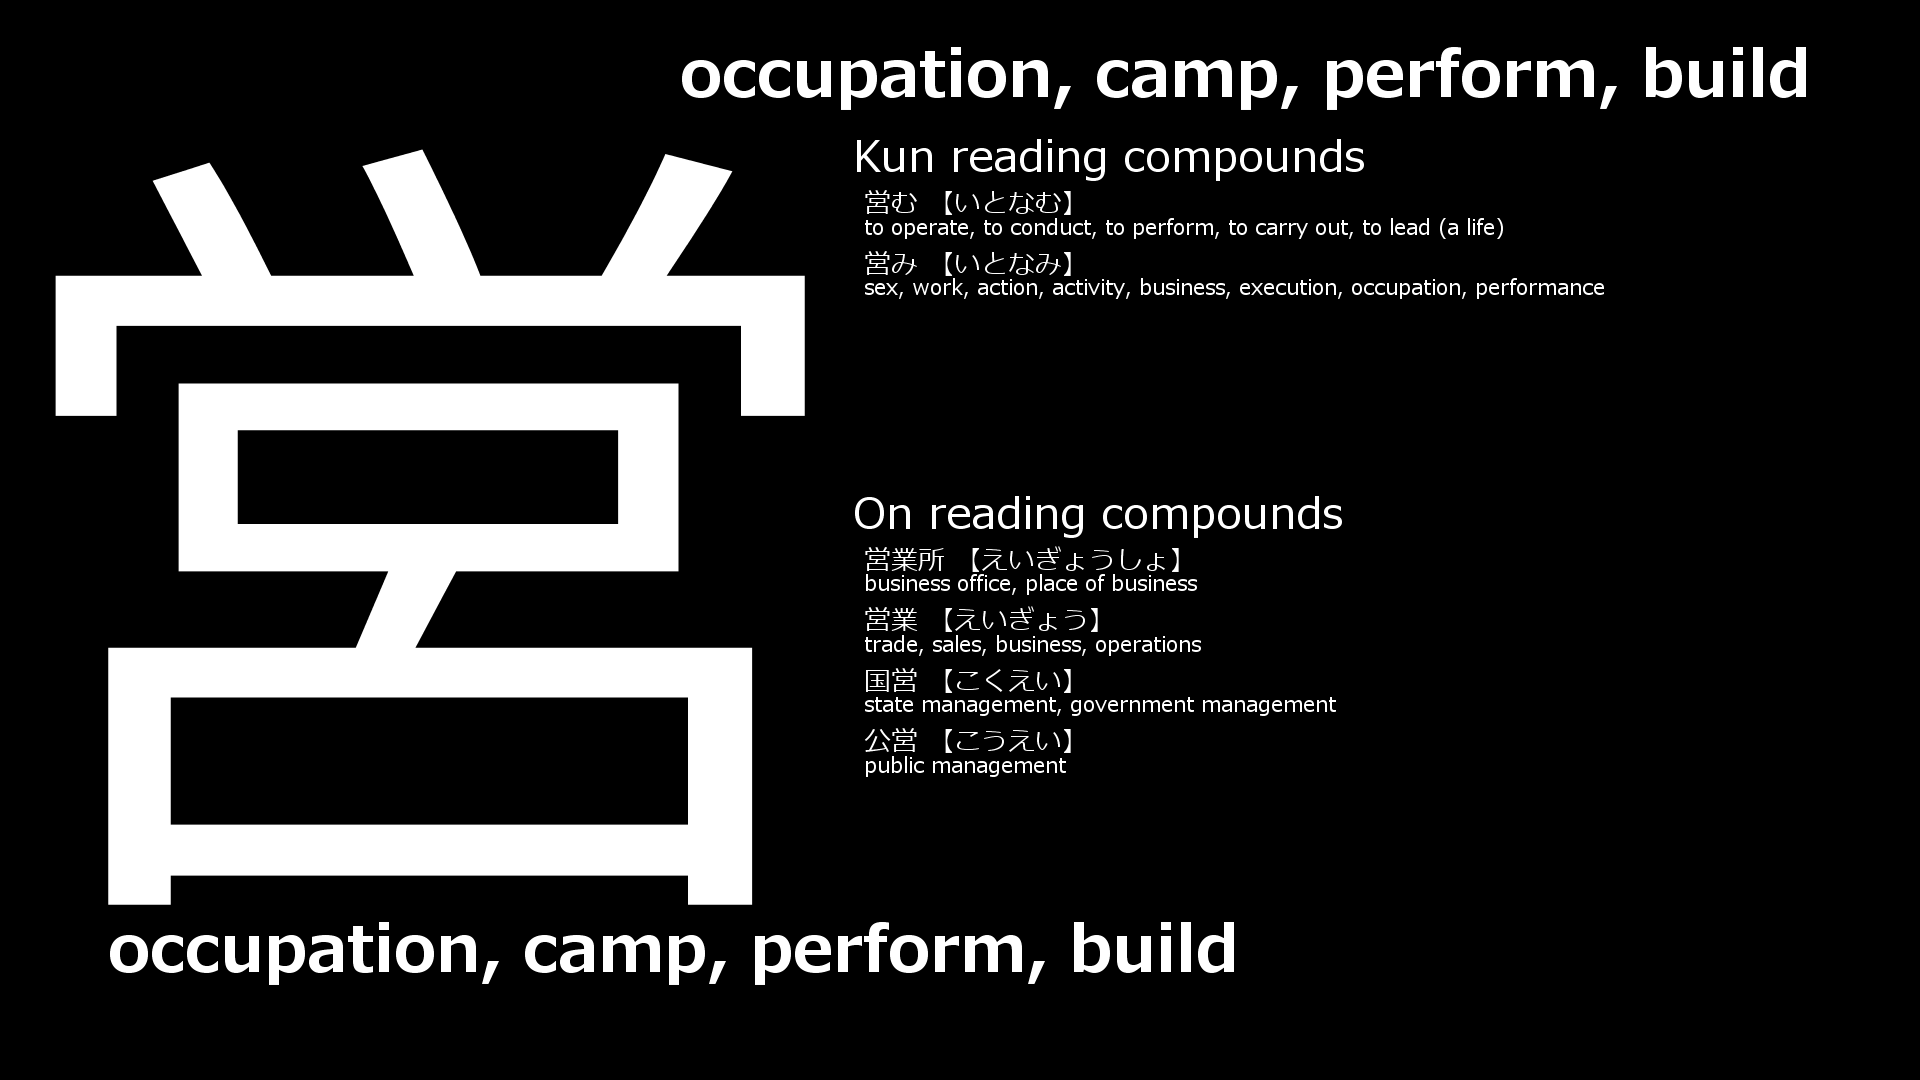 occupation, camp, perform, build
営
Kun reading compounds
営む 【いとなむ】
to operate, to conduct, to perform, to carry out, to lead (a life)
営み 【いとなみ】
sex, work, action, activity, business, execution, occupation, performance
On reading compounds
営業所 【えいぎょうしょ】
business office, place of business
営業 【えいぎょう】
trade, sales, business, operations
国営 【こくえい】
state management, government management
公営 【こうえい】
public management
occupation, camp, perform, build